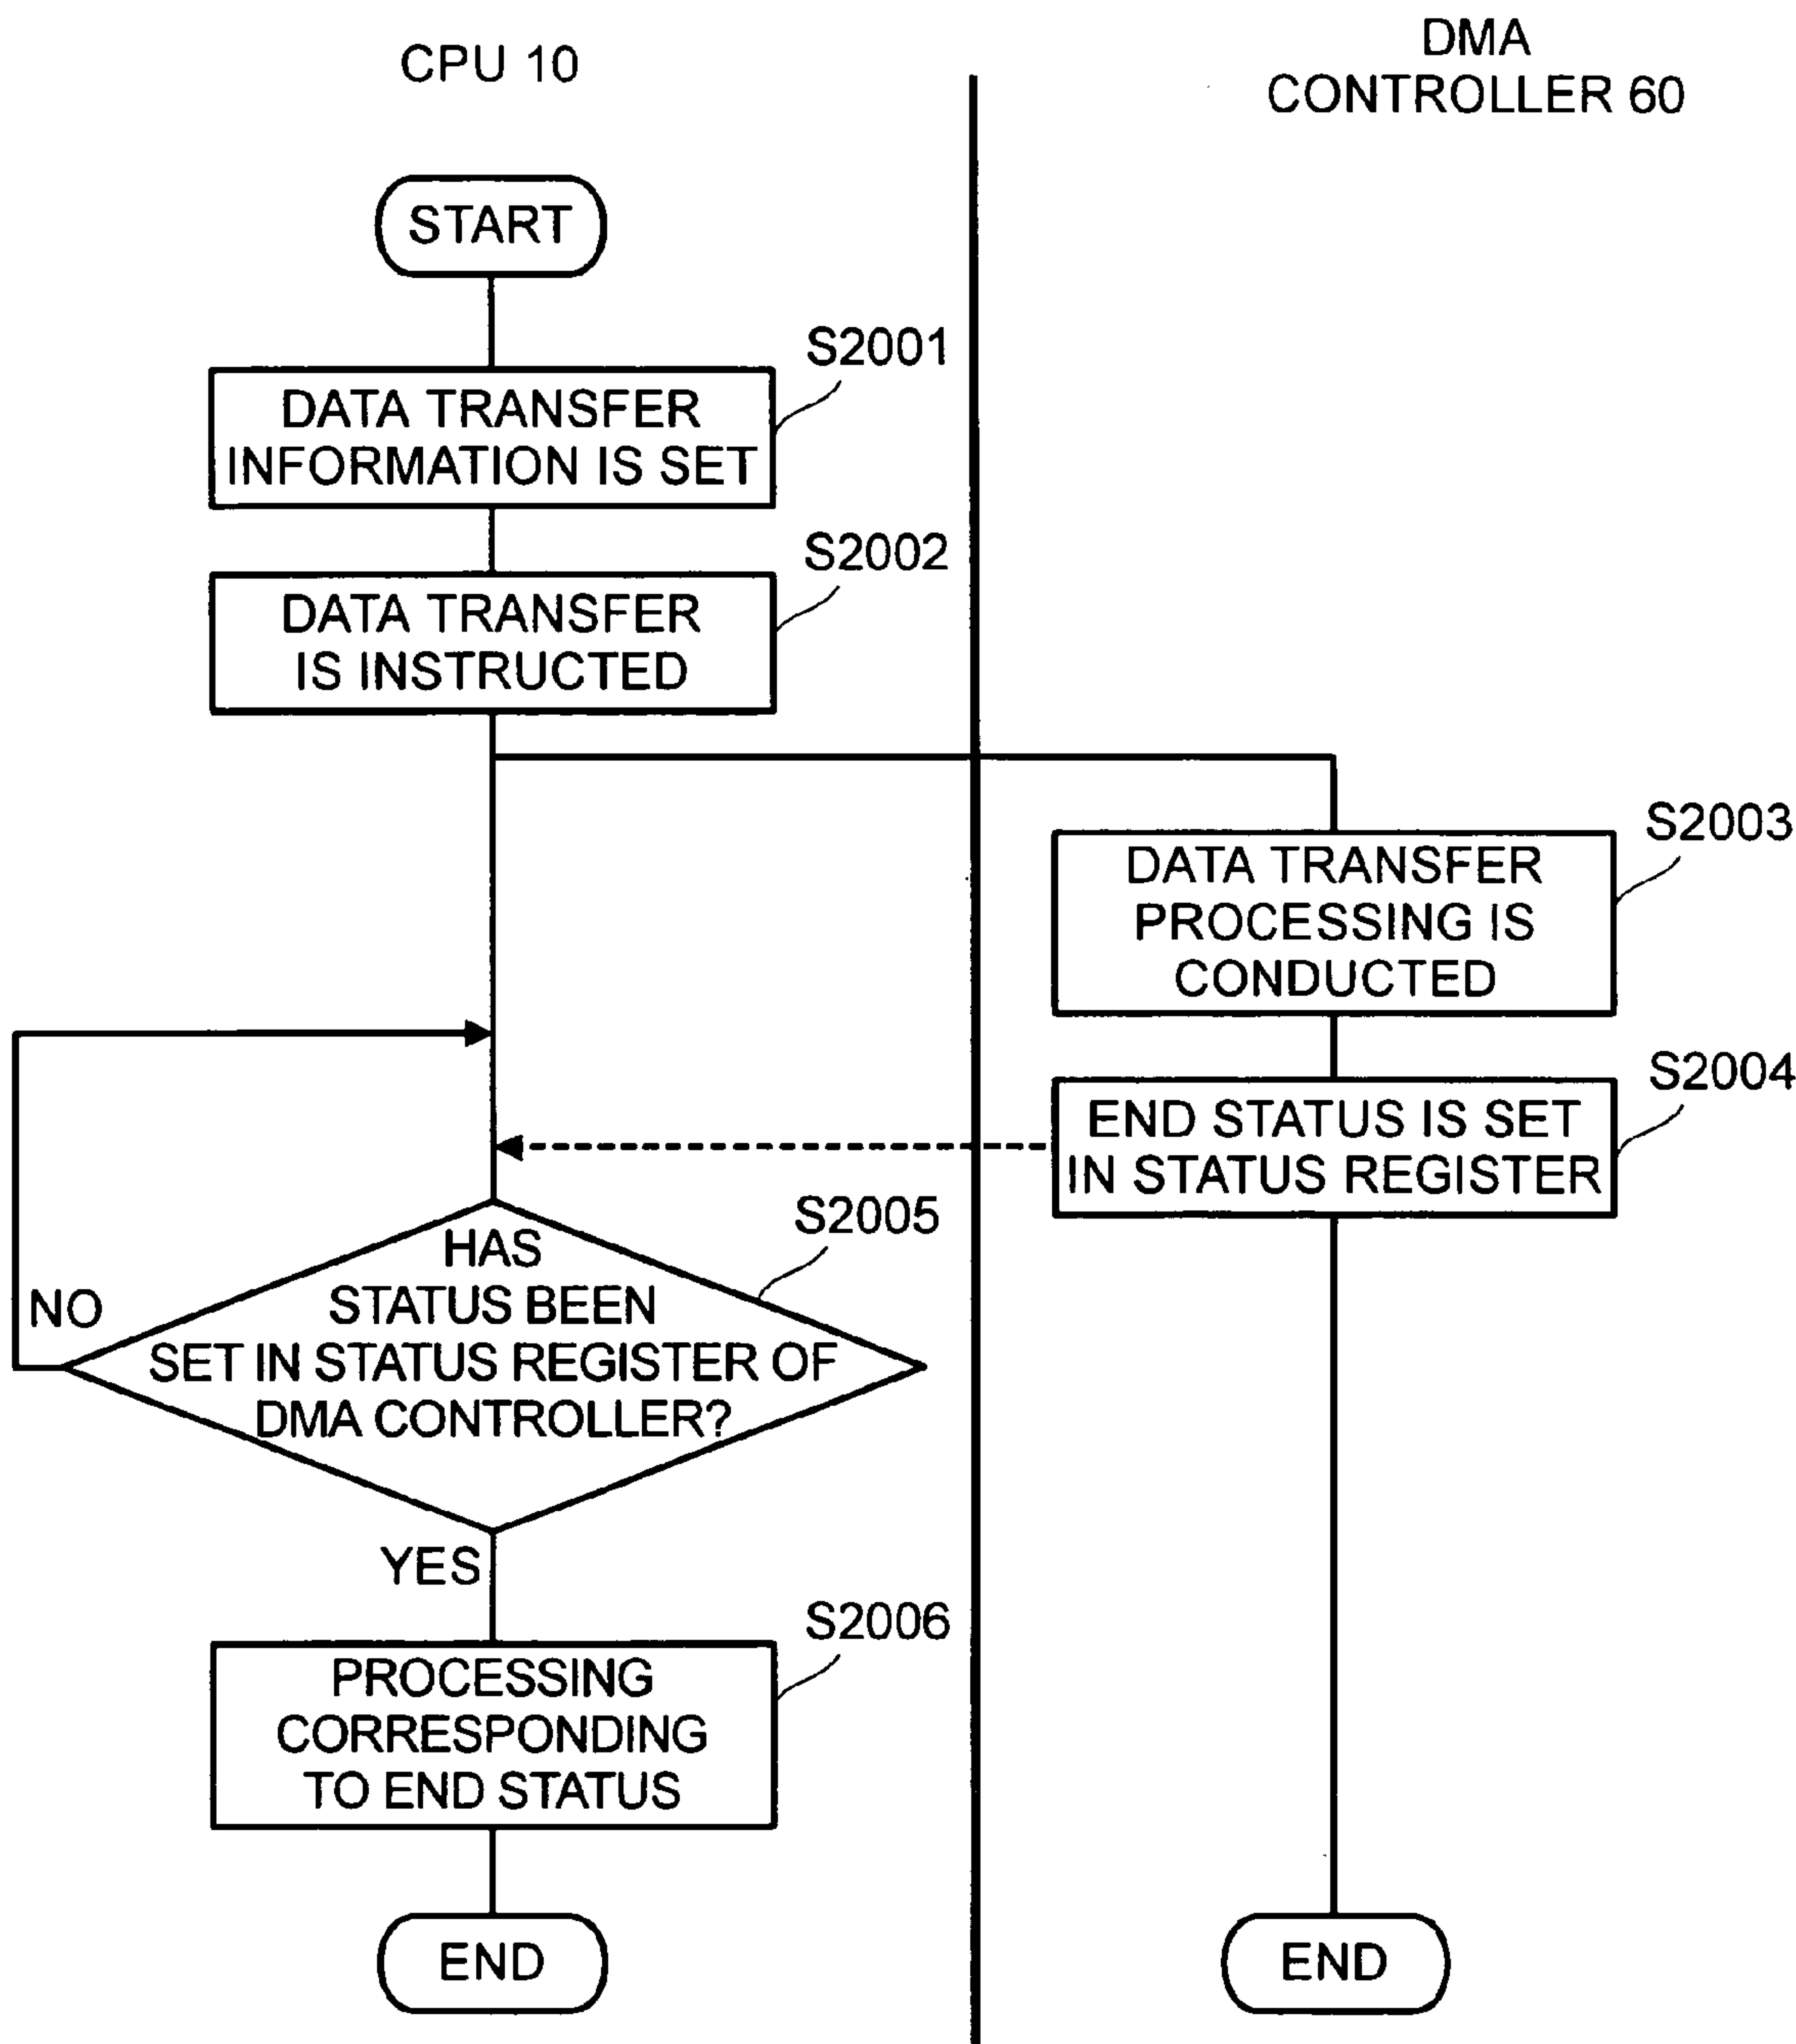 CPU 10
DMA
CONTROLLER 60
START
S2001
DATA TRANSFER
INFORMATION IS SET
S2002
DATA TRANSFER
IS INSTRUCTED
S2003
DATA TRANSFER
PROCESSING IS
CONDUCTED
S2004
END STATUS IS SET
IN STATUS REGISTER
S2005
HAS
STATUS BEEN
SET IN STATUS REGISTER OF
DMA CONTROLLER?
NO
YES
S2006
PROCESSING
CORRESPONDING
TO END STATUS
END
END